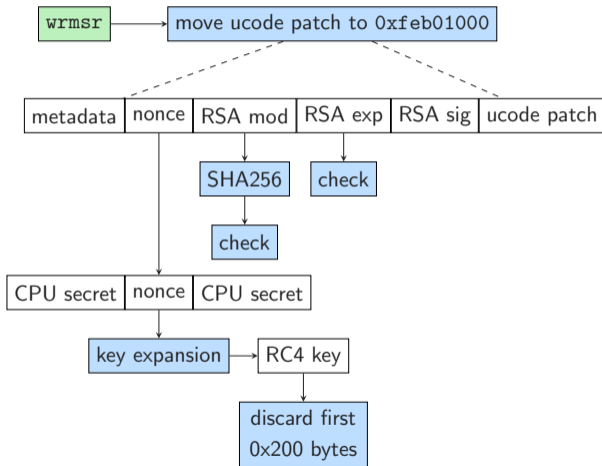 wrmsr
move ucode patch to 0xfeb01000
metadata
nonce
RSA mod
RSA exp
RSA sig
ucode patch
SHA256
check
check
CPU secret
nonce
CPU secret
key expansion
RC4 key
discard first
0x200 bytes